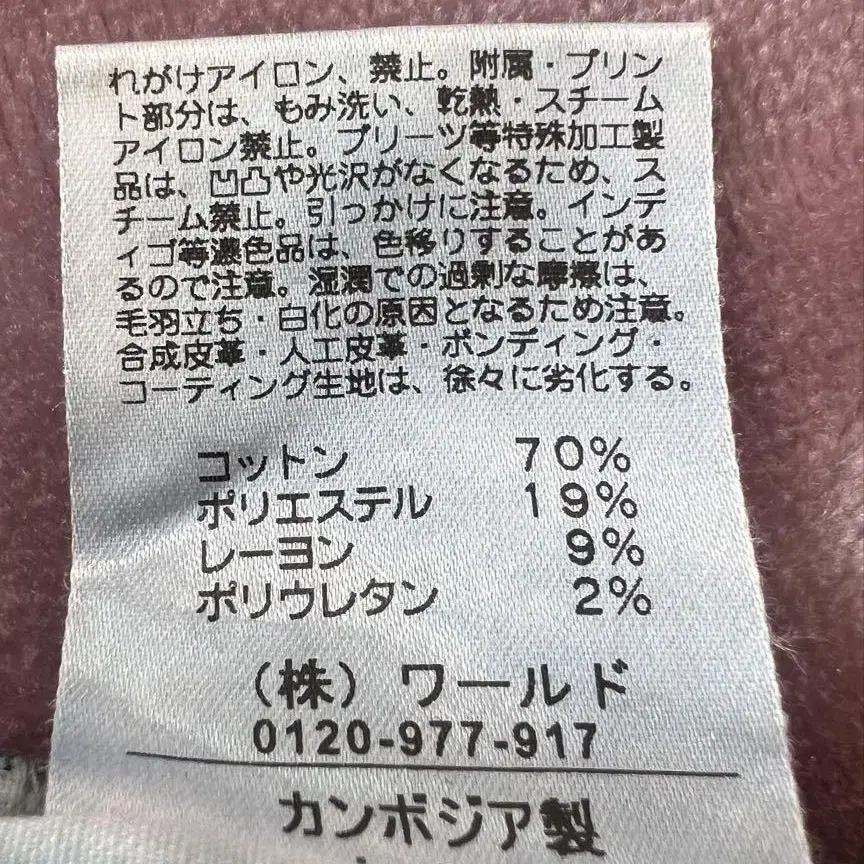 れがけアイロン、禁止。附属・プリン
ト部分は、もみ洗い、乾熱・スチーム
アイロン禁止。プリーツ等特殊加工製
品は、凹凸や光沢がなくなるため、ス
チーム禁止。引っかけに注意。インデ
ィゴ等濃色品は、色移りすることがあ
るので注意。湿潤での過剰な摩擦は、
毛羽立ち・白化の原因となるため注意。
合成皮革・人工皮革・ボンディング・
コーティング生地は、徐々に劣化する。
コットン 70%
ポリエステル 19%
レーヨン 9%
ポリウレタン 2%
(株) ワールド
0120-977-917
カンボジア製